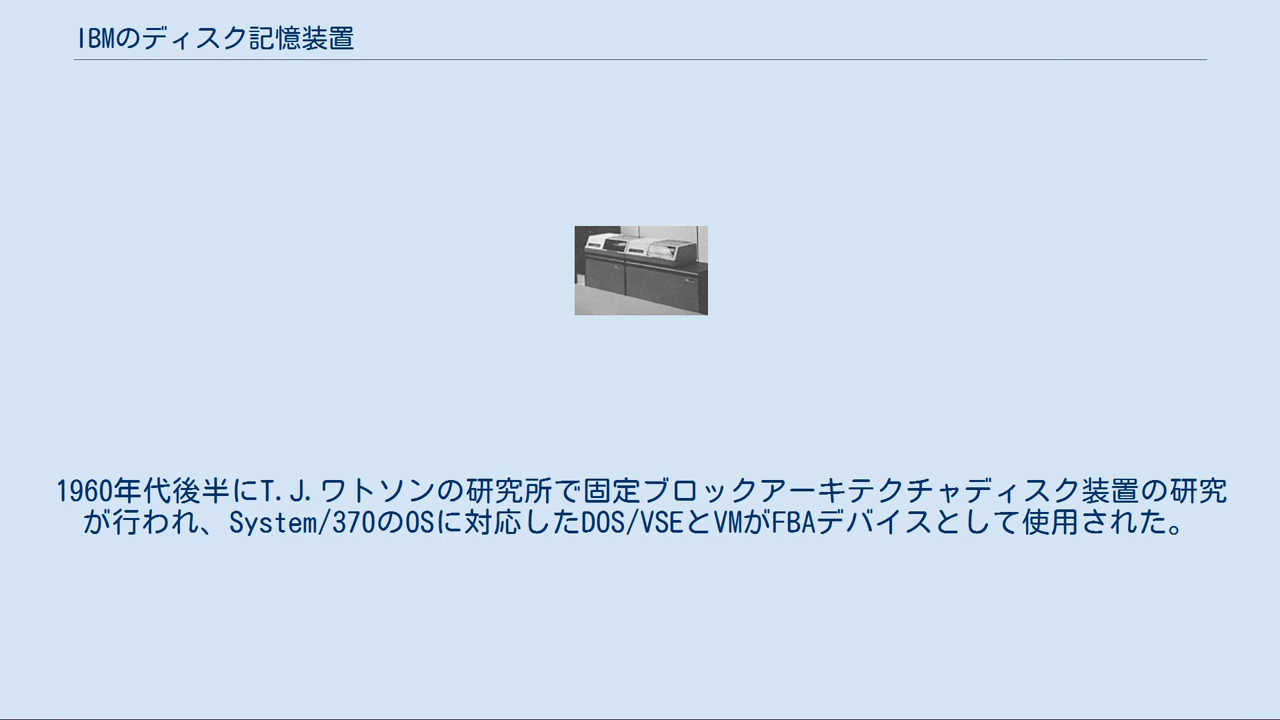 IBMのディスク記憶装置
1960年代後半にT.J.ワトソンの研究所で固定ブロックアーキテクチャディスク装置の研究
が行われ、System/370のOSに対応したDOS/VSEとVMがFBAデバイスとして使用された。